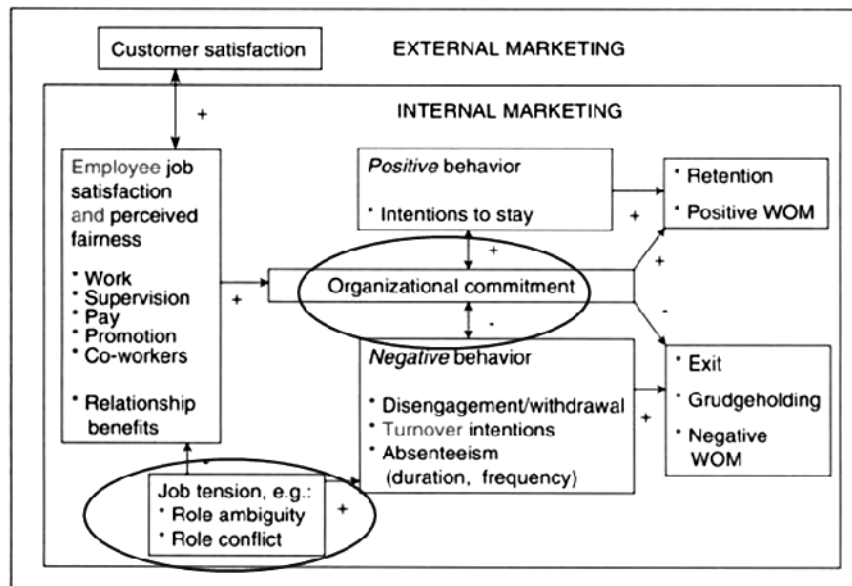 Customer satisfaction
EXTERNAL MARKETING
+
INTERNAL MARKETING
Employee job
satisfaction
and perceived
fairness
* Work
* Supervision
* Pay
* Promotion
* Co-workers
* Relationship
benefits
+
Positive behavior
* Intentions to stay
+
* Retention
* Positive WOM
+
Organizational commitment
+
-
-
Negative behavior
* Disengagement/withdrawal
* Turnover intentions
* Absenteeism
(duration, frequency)
+
* Exit
* Grudgeholding
* Negative
WOM
-
Job tension, e.g.:
* Role ambiguity
* Role conflict
+